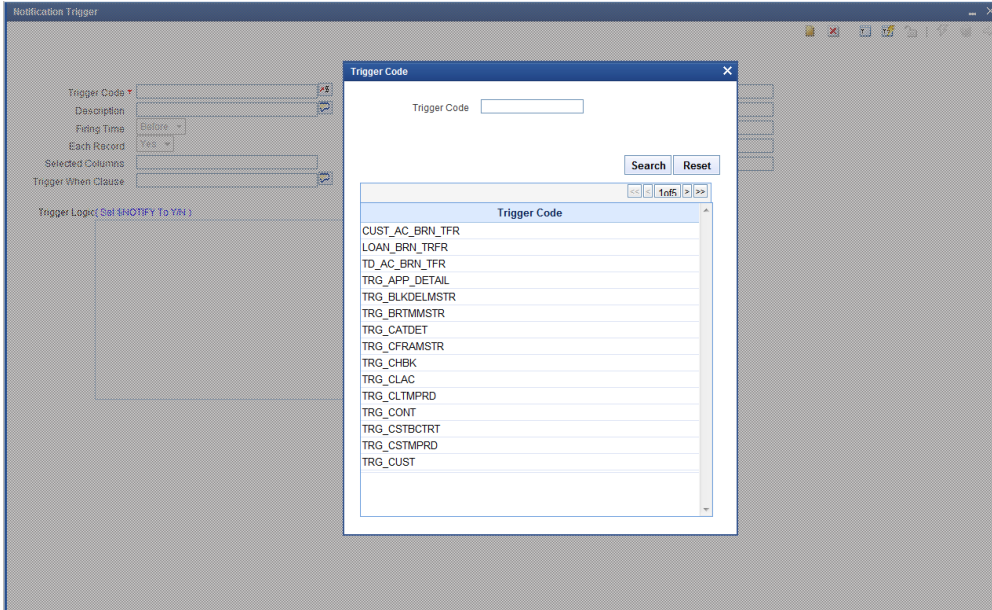 Notification Trigger
Trigger Code *
Description
Firing Time Before
Each Record Yes
Selected Columns
Trigger When Clause
Trigger Logic( Set $NOTIFY To Y/N )
Trigger Code
Trigger Code
Search Reset
<< < 1of5 > >>
Trigger Code
CUST_AC_BRN_TFR
LOAN_BRN_TRFR
TD_AC_BRN_TFR
TRG_APP_DETAIL
TRG_BLKDELMSTR
TRG_BRTMMSTR
TRG_CATDET
TRG_CFRAMSTR
TRG_CHBK
TRG_CLAC
TRG_CLTMPRD
TRG_CONT
TRG_CSTBCTRT
TRG_CSTMPRD
TRG_CUST